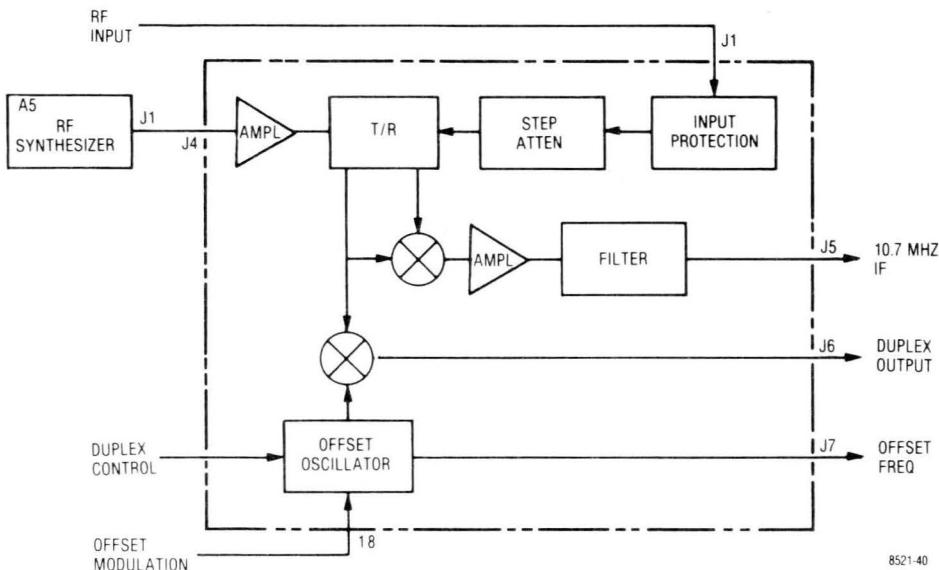 RF
INPUT
J1
A5
RF
SYNTHESIZER
J1
J4
AMPL
T/R
STEP
ATTEN
INPUT
PROTECTION
AMPL
FILTER
J5
10.7 MHZ
IF
J6
DUPLEX
OUTPUT
DUPLEX
CONTROL
OFFSET
OSCILLATOR
J7
OFFSET
FREQ
OFFSET
MODULATION
18
8521-40